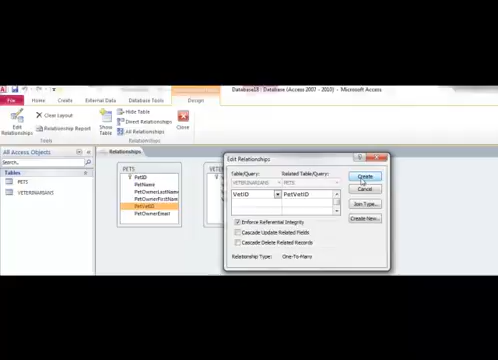 Database18 : Database (Access 2007 - 2010) - Microsoft Access
File Home Create External Data Database Tools Design
Edit Relationships
Clear Layout
Relationship Report
Tools
Show Table
Hide Table
Direct Relationships
All Relationships
Relationships
Close
All Access Objects
Search...
Tables
PETS
VETERINARIANS
Relationships
PETS
PetID
PetName
PetOwnerLastName
PetOwnerFirstName
PetVetID
PetOwnerEmail
Edit Relationships
Table/Query: Related Table/Query:
VETERINARIANS PETS
VetID PetVetID
Enforce Referential Integrity
Cascade Update Related Fields
Cascade Delete Related Records
Relationship Type: One-To-Many
Create
Cancel
Join Type...
Create New...